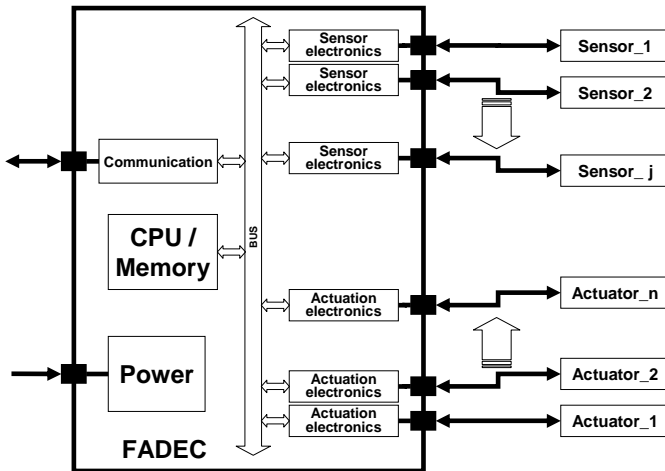 Sensor
electronics
Sensor_1
Sensor
electronics
Sensor_2
Communication
Sensor
electronics
Sensor_ j
CPU /
Memory
BUS
Actuation
electronics
Actuator_n
Power
Actuation
electronics
Actuator_2
Actuation
electronics
Actuator_1
FADEC